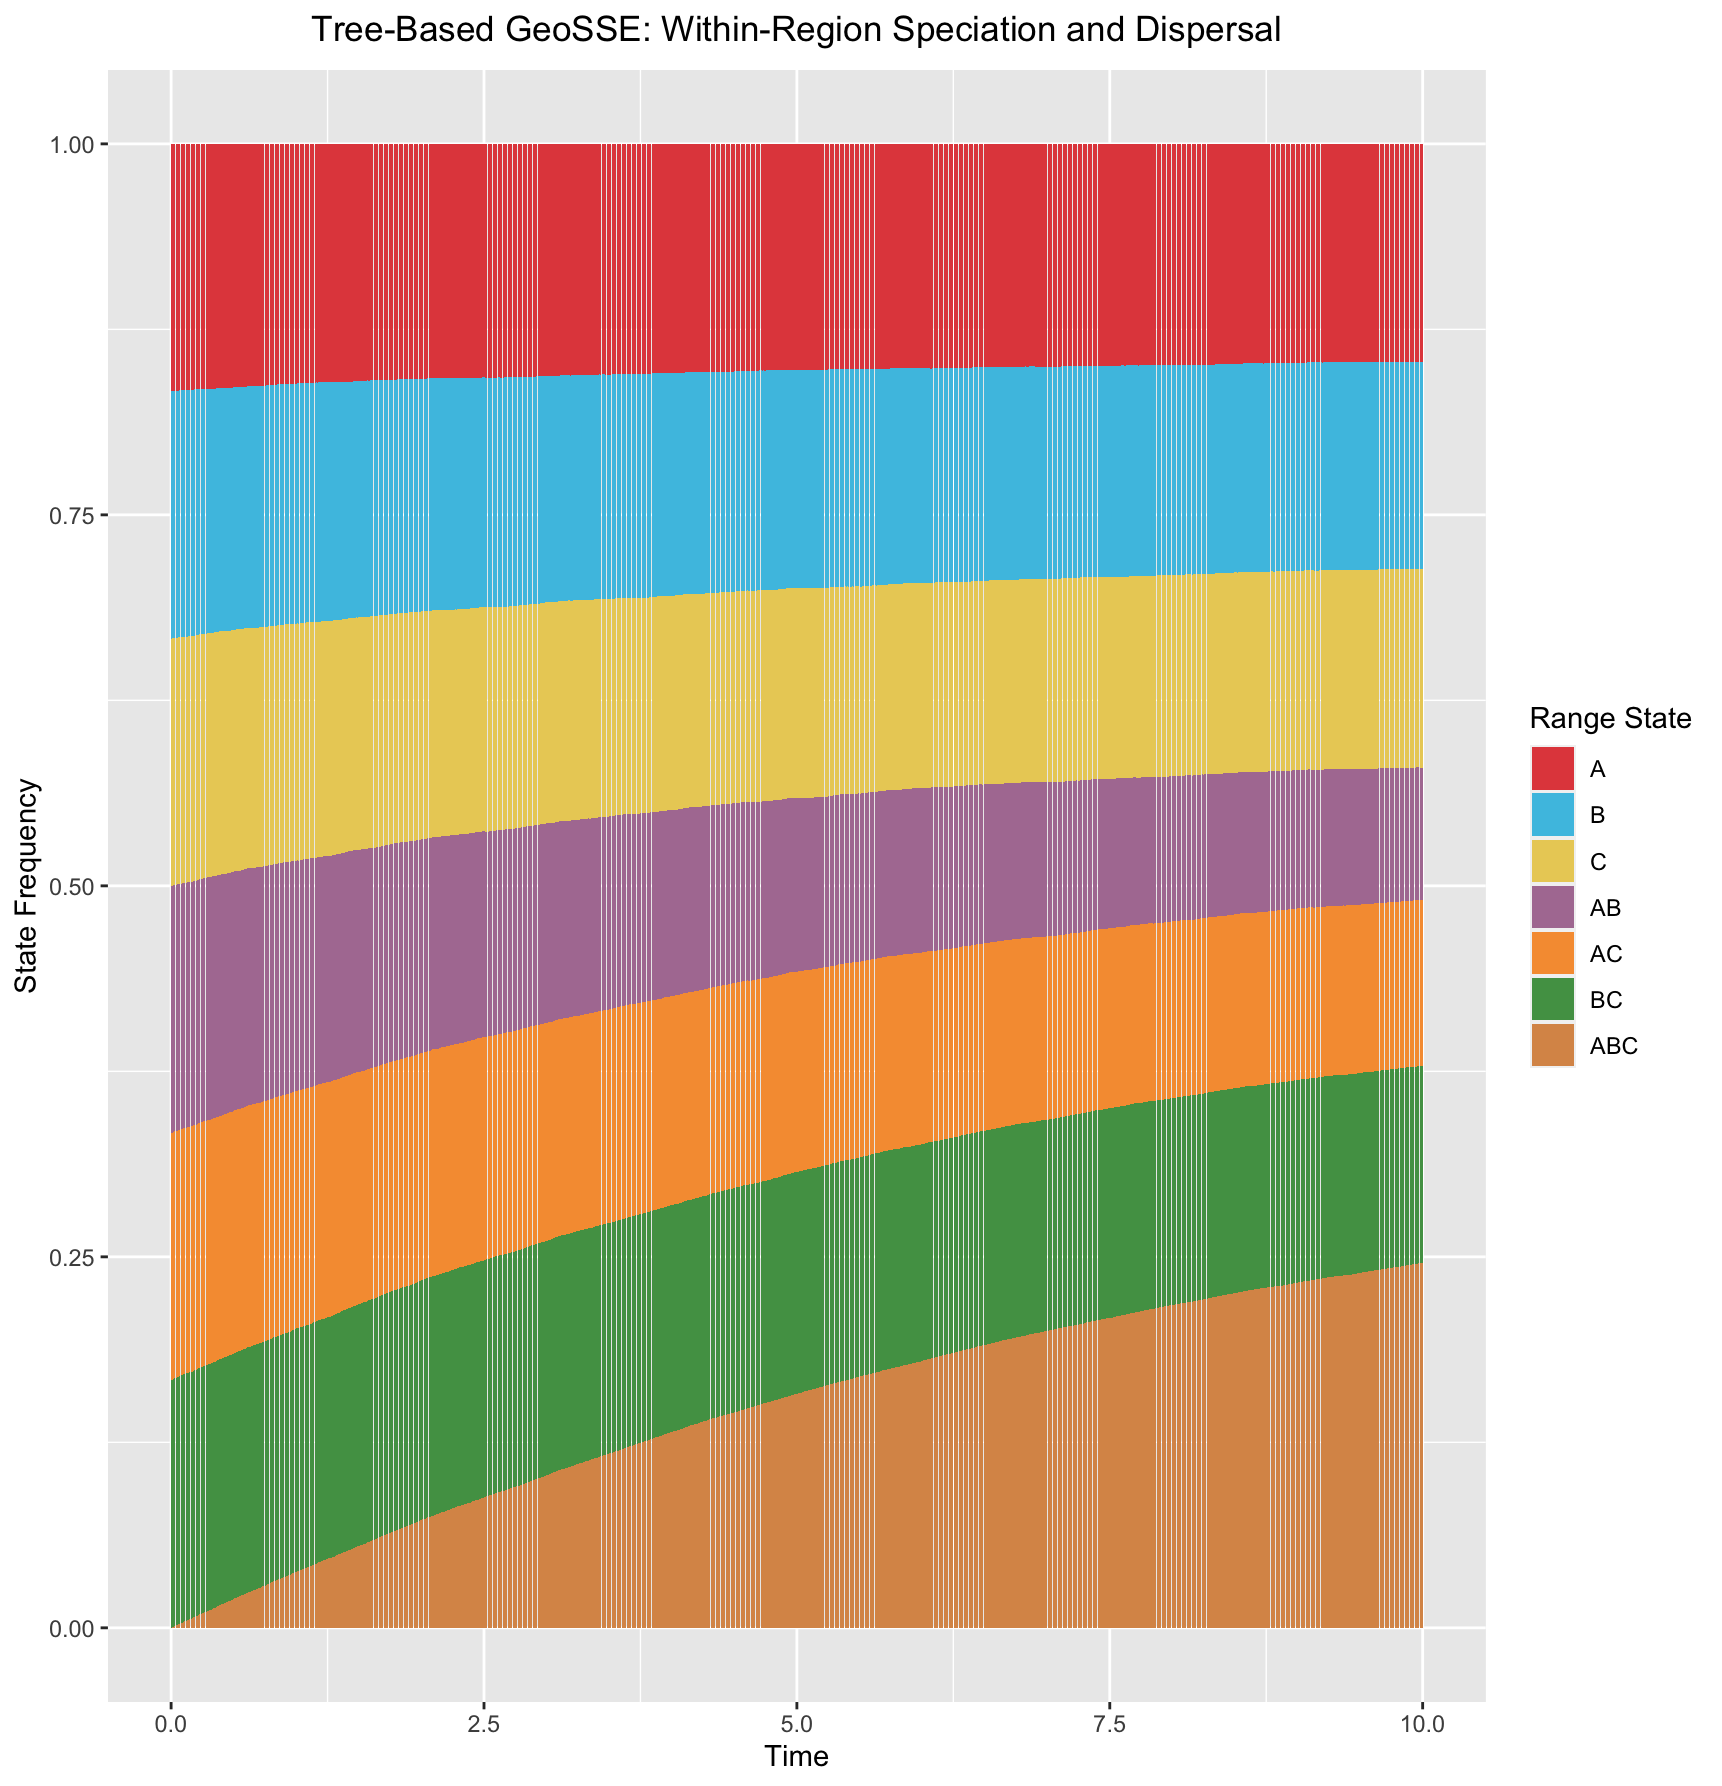 Tree-Based GeoSSE: Within-Region Speciation and Dispersal
1.00
0.75
0.50
0.25
0.00
State Frequency
0.0
2.5
5.0
7.5
10.0
Time
Range State
A
B
C
AB
AC
BC
ABC